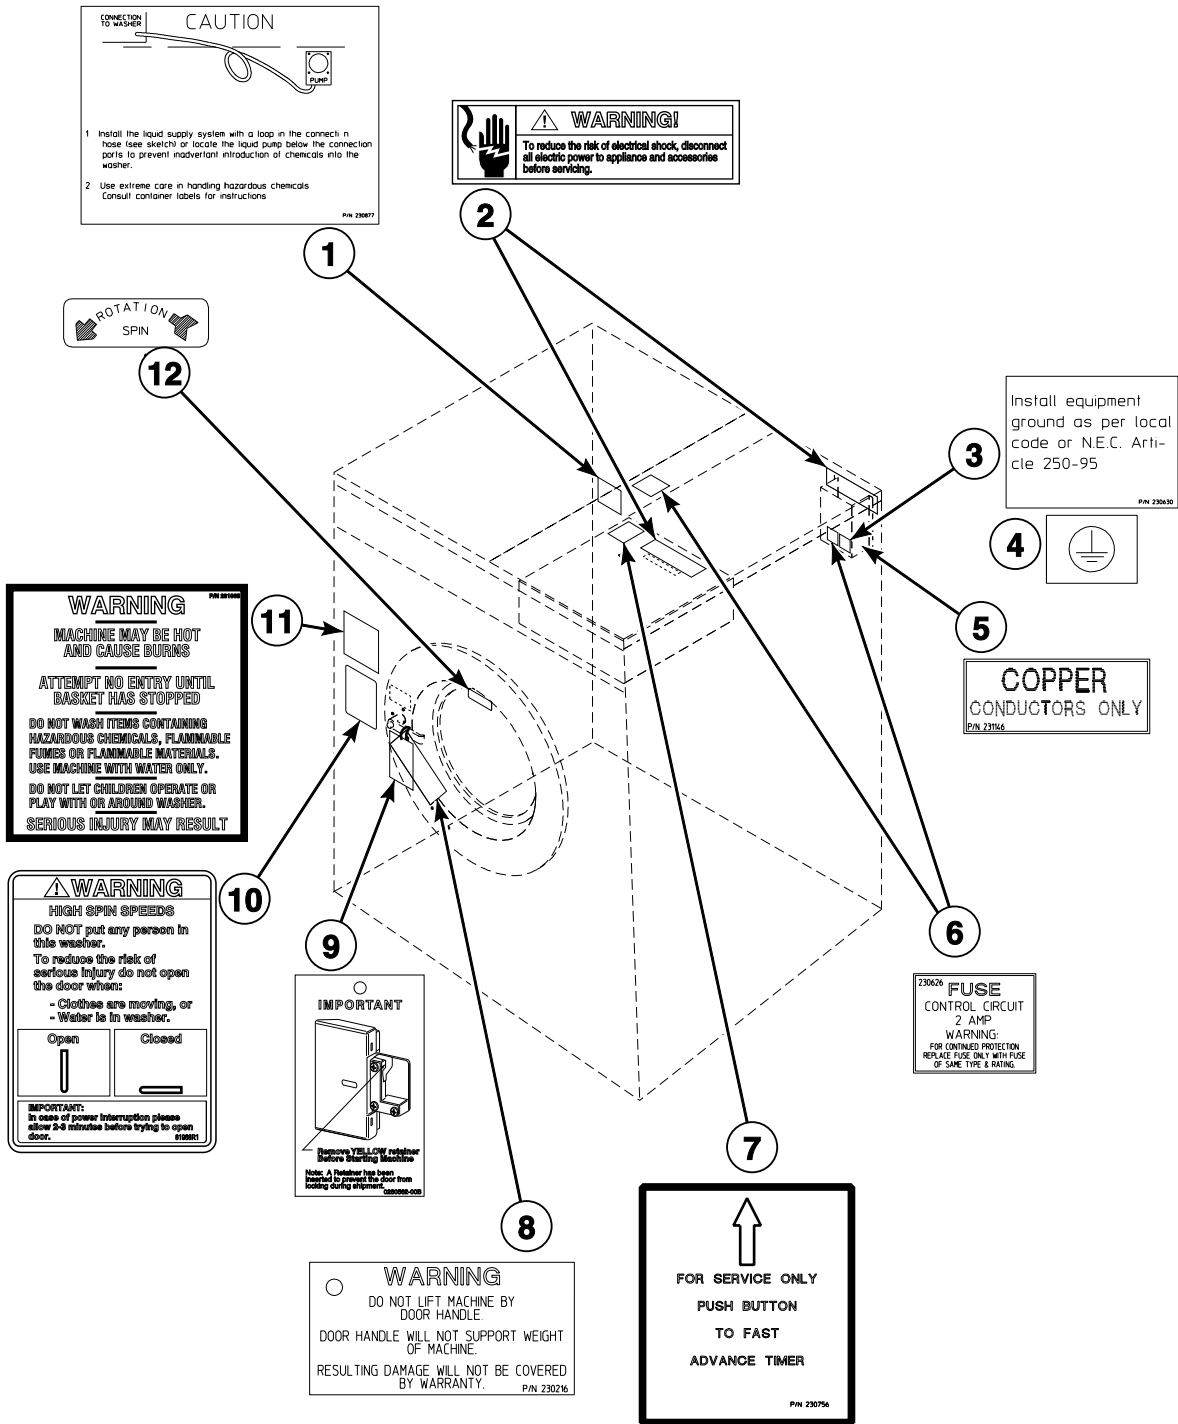 CONNECTION
TO WASHER
CAUTION
PUMP
1 Install the liquid supply system with a loop in the connecti n
hose (see sketch) or locate the liquid pump below the connection
ports to prevent inadvertant introduction of chemicals into the
washer.
2 Use extreme care in handling hazardous chemicals
Consult container labels for instructions
P/N 230877
WARNING!
To reduce the risk of electrical shock, disconnect
all electric power to appliance and accessories
before servicing.
2
1
ROTATION
SPIN
12
Install equipment
ground as per local
code or N.E.C. Arti-
cle 250-95
P/N 230630
3
4
5
COPPER
CONDUCTORS ONLY
P/N 231146
11
WARNING
MACHINE MAY BE HOT
AND CAUSE BURNS
ATTEMPT NO ENTRY UNTIL
BASKET HAS STOPPED
DO NOT WASH ITEMS CONTAINING
HAZARDOUS CHEMICALS, FLAMMABLE
FUMES OR FLAMMABLE MATERIALS.
USE MACHINE WITH WATER ONLY.
DO NOT LET CHILDREN OPERATE OR
PLAY WITH OR AROUND WASHER.
SERIOUS INJURY MAY RESULT
10
WARNING
HIGH SPIN SPEEDS
DO NOT put any person in
this washer.
To reduce the risk of
serious injury do not open
the door when:
- Clothes are moving, or
- Water is in washer.
Open
Closed
IMPORTANT:
In case of power interruption please
allow 2-3 minutes before trying to open
door.
9
IMPORTANT
Remove YELLOW retainer
Before Starting Machine
Note: A Retainer has been
inserted to prevent the door from
locking during shipment.
6
230626
FUSE
CONTROL CIRCUIT
2 AMP
WARNING:
FOR CONTINUED PROTECTION
REPLACE FUSE ONLY WITH FUSE
OF SAME TYPE & RATING.
7
FOR SERVICE ONLY
PUSH BUTTON
TO FAST
ADVANCE TIMER
P/N 230756
8
WARNING
DO NOT LIFT MACHINE BY
DOOR HANDLE.
DOOR HANDLE WILL NOT SUPPORT WEIGHT
OF MACHINE.
RESULTING DAMAGE WILL NOT BE COVERED
BY WARRANTY.
P/N 230216